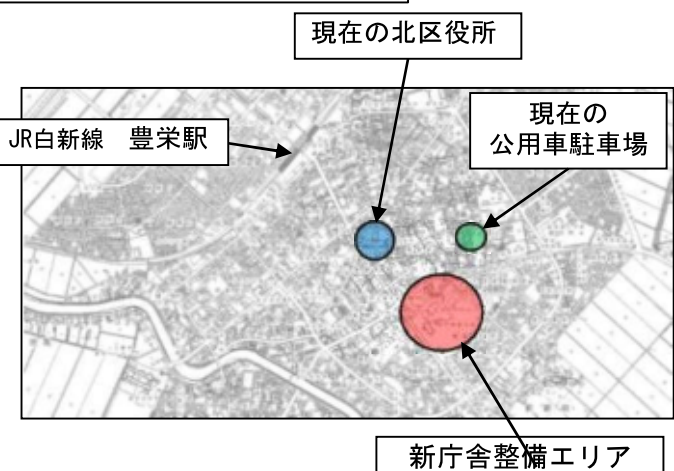 現在の北区役所
現在の
公用車駐車場
JR白新線 豊栄駅
新庁舎整備エリア